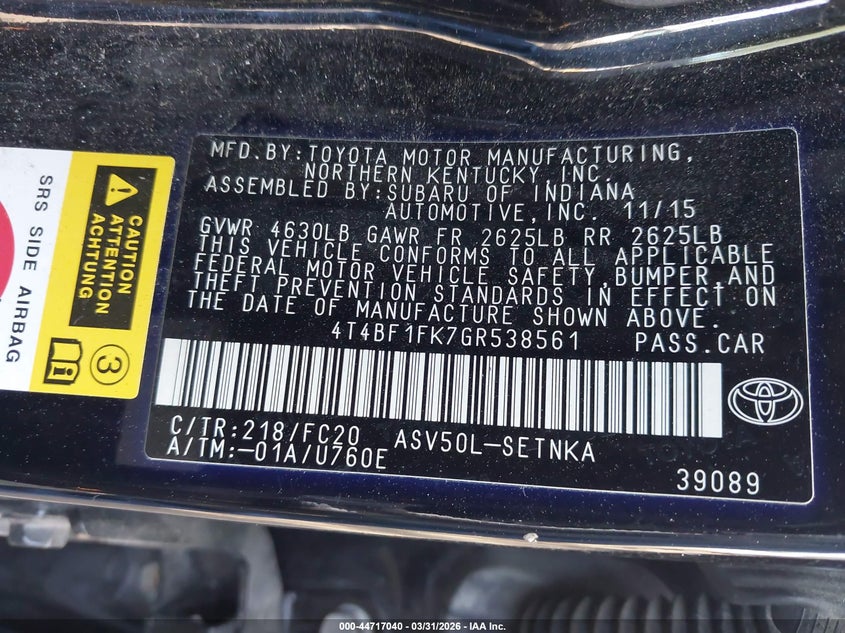 MFD.BY:TOYOTA MOTOR MANUFACTURING,
NORTHERN KENTUCKY, INC.
ASSEMBLED BY:SUBARU OF INDIANA
AUTOMOTIVE,INC. 11/15
GVWR 4630LB GAWR FR 2625LB RR 2625LB
THIS VEHICLE CONFORMS TO ALL APPLICABLE
FEDERAL MOTOR VEHICLE SAFETY,BUMPER,AND
THEFT PREVENTION STANDARDS IN EFFECT ON
THE DATE OF MANUFACTURE SHOWN ABOVE.
4T4BF1FK7GR538561 PASS.CAR
C/TR:218/FC20 ASV50L-SETNKA
A/TM:-01A/U760E
39089
SRS SIDE AIRBAG
CAUTION
ATTENTION
ACHTUNG
i
3
000-44717040 - 03/31/2026 - IAA Inc.